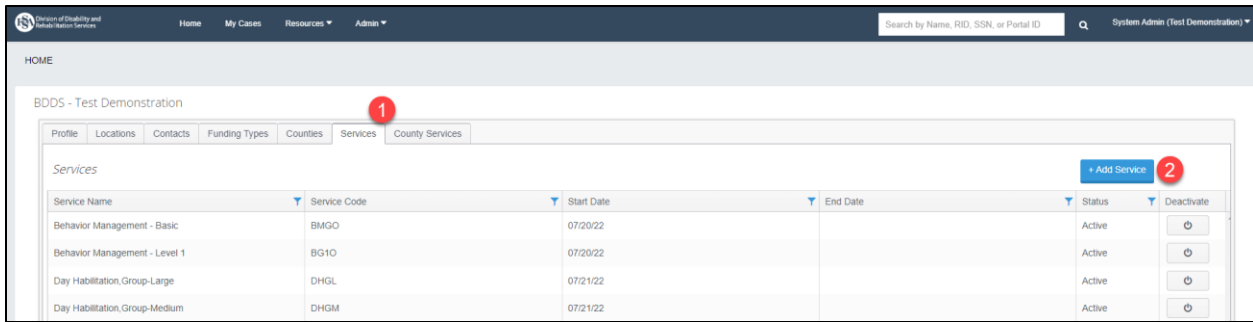 Division of Disability and
Rehabilitation Services
Home My Cases Resources Admin
Search by Name, RID, SSN, or Portal ID
System Admin (Test Demonstration)
HOME
BDDS - Test Demonstration
1
Profile Locations Contacts Funding Types Counties Services County Services
Services
+ Add Service 2
Service Name Service Code Start Date End Date Status Deactivate
Behavior Management - Basic BMGO 07/20/22 Active
Behavior Management - Level 1 BG1O 07/20/22 Active
Day Habilitation,Group-Large DHGL 07/21/22 Active
Day Habilitation,Group-Medium DHGM 07/21/22 Active